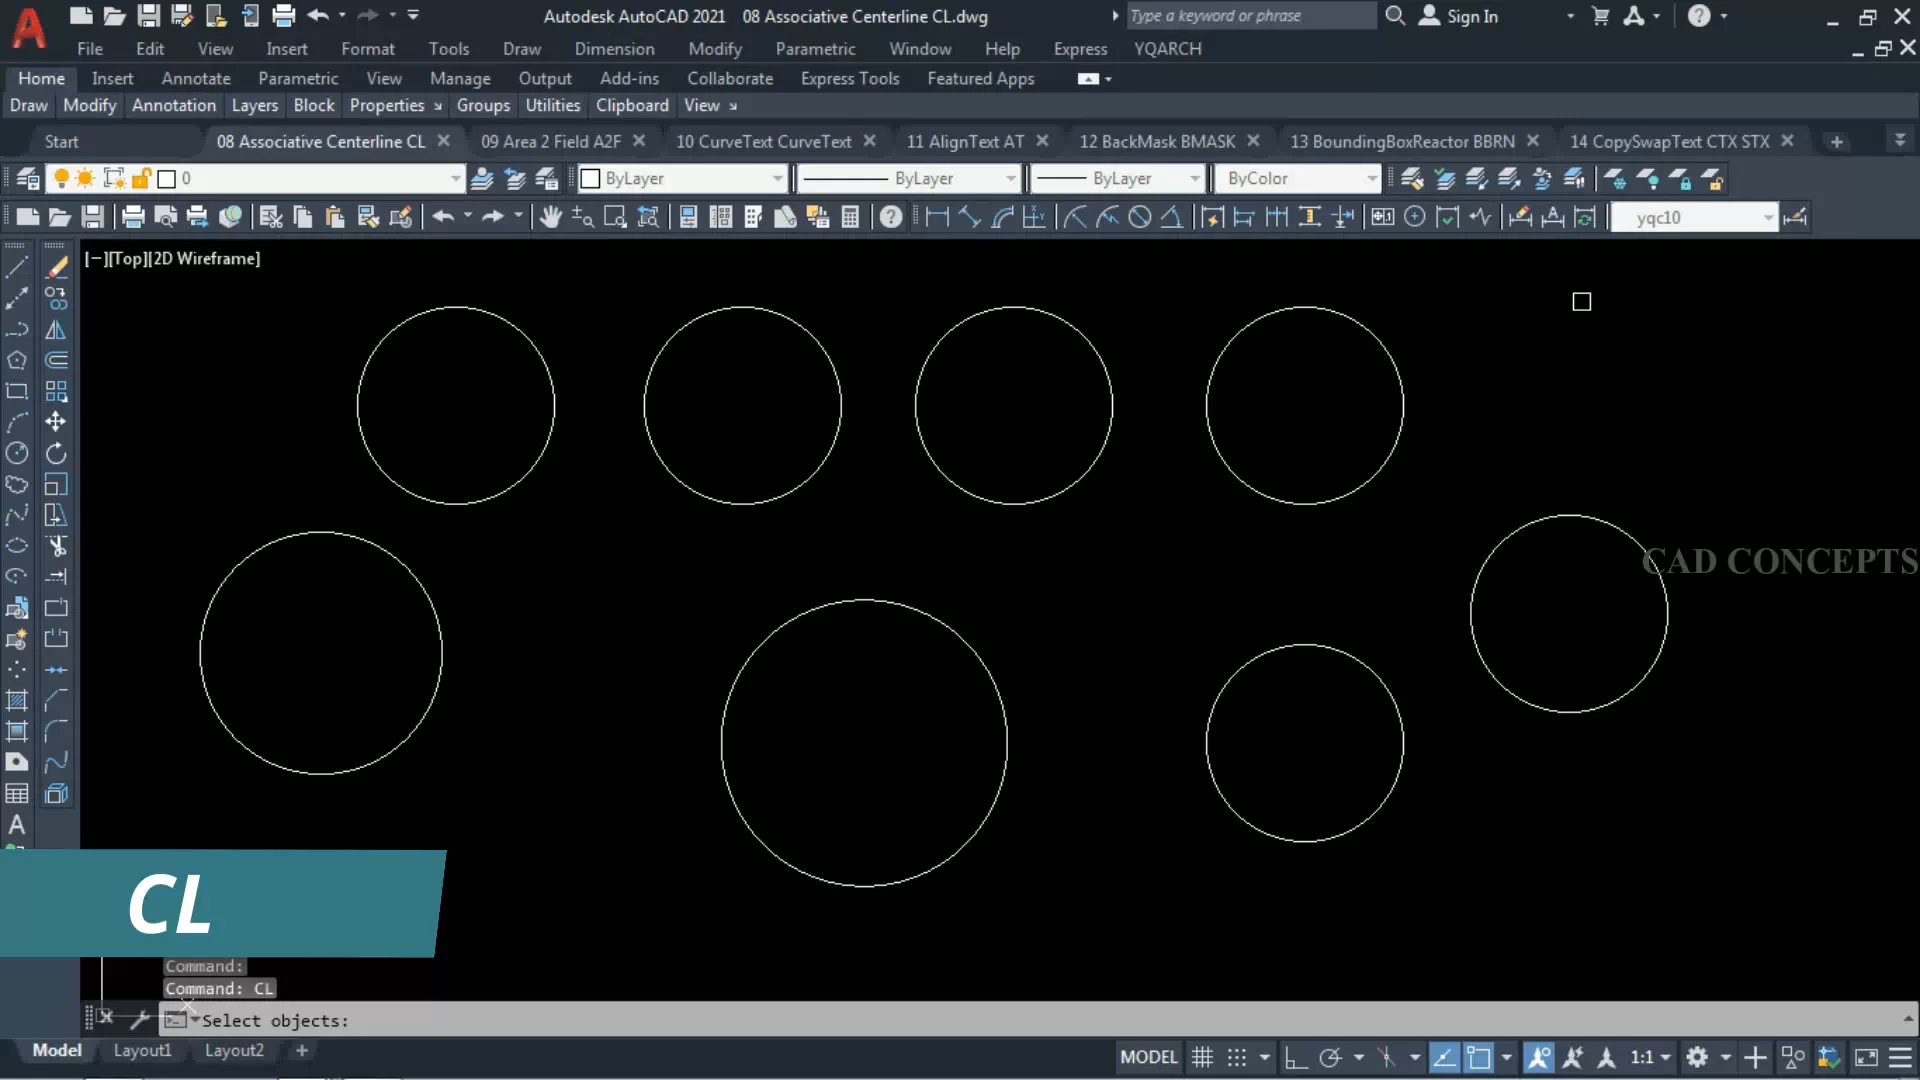 Autodesk AutoCAD 2021 08 Associative Centerline CL.dwg Type a keyword or phrase Sign In
File Edit View Insert Format Tools Draw Dimension Modify Parametric Window Help Express YQARCH
Home Insert Annotate Parametric View Manage Output Add-ins Collaborate Express Tools Featured Apps
Draw Modify Annotation Layers Block Properties Groups Utilities Clipboard View
Start 08 Associative Centerline CL 09 Area 2 Field A2F 10 CurveText CurveText 11 AlignText AT 12 BackMask BMASK 13 BoundingBoxReactor BBRN 14 CopySwapText CTX STX
0 ByLayer ByLayer ByLayer ByColor
yqc10
[−][Top][2D Wireframe]
CAD CONCEPTS
CL
Command:
Command: CL
Select objects:
Model Layout1 Layout2 +
MODEL 1:1